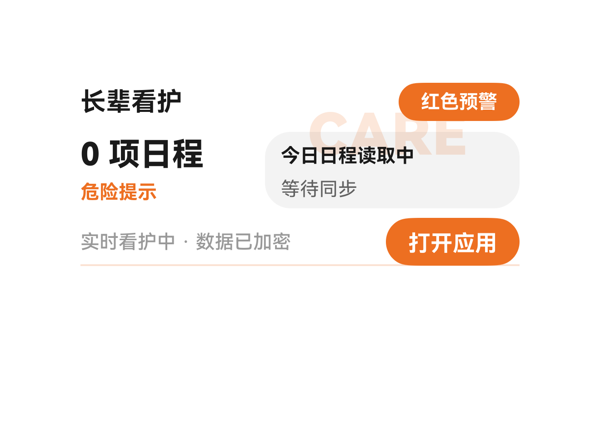 长辈看护
红色预警
CARE
0 项日程
今日日程读取中
危险提示
等待同步
实时看护中 · 数据已加密
打开应用